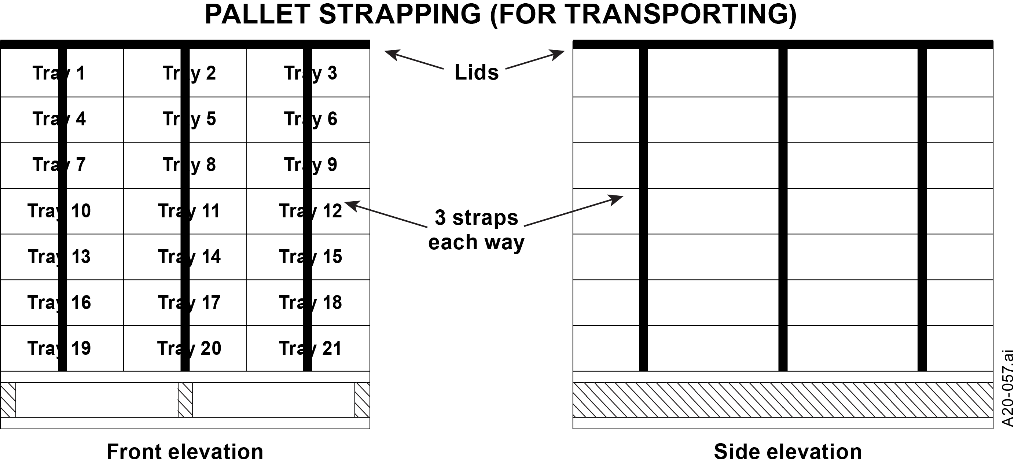 PALLET STRAPPING (FOR TRANSPORTING)
Lids
Tray 1 Tray 2 Tray 3
Tray 4 Tray 5 Tray 6
Tray 7 Tray 8 Tray 9
Tray 10 Tray 11 Tray 12
3 straps
each way
Tray 13 Tray 14 Tray 15
Tray 16 Tray 17 Tray 18
Tray 19 Tray 20 Tray 21
A20-057.ai
Front elevation
Side elevation